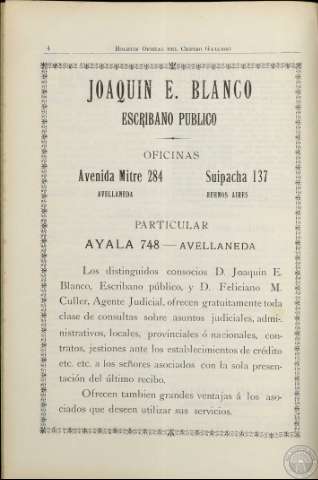 4 BOLETIN OFICIAL DEL CENTRO GALLEGO
JOAQUIN E. BLANCO
ESCRIBANO PUBLICO
OFICINAS
Avenida Mitre 284 Suipacha 137
AVELLANEDA BUENOS AIRES
PARTICULAR
AYALA 748 — AVELLANEDA
Los distinguidos consocios D. Joaquin E.
Blanco, Escribano público, y D. Feliciano M.
Culler, Agente Judicial, ofrecen gratuitamente toda
clase de consultas sobre asuntos judiciales, admi-
nistrativos, locales, provinciales ó nacionales, con-
tratos, jestiones ante los establecimientos de crédito
etc. etc. a los señores asociados con la sola presen-
tación del último recibo.
Ofrecen tambien grandes ventajas á los aso-
ciados que deseen utilizar sus servicios.